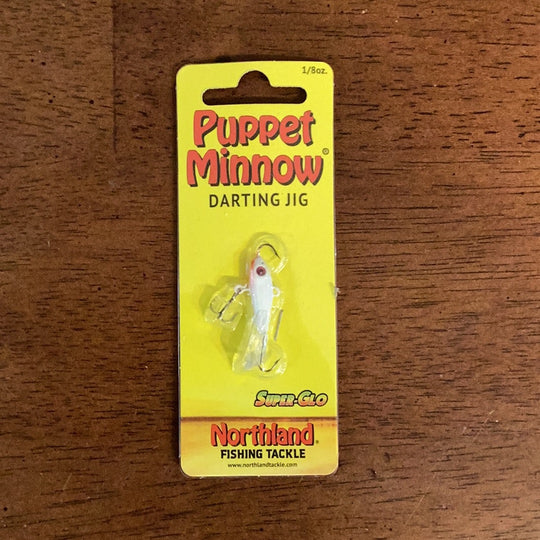 1/8oz.
Puppet
Minnow®
DARTING JIG
SUPER-GLO
Northland®
FISHING TACKLE
www.northlandtackle.com